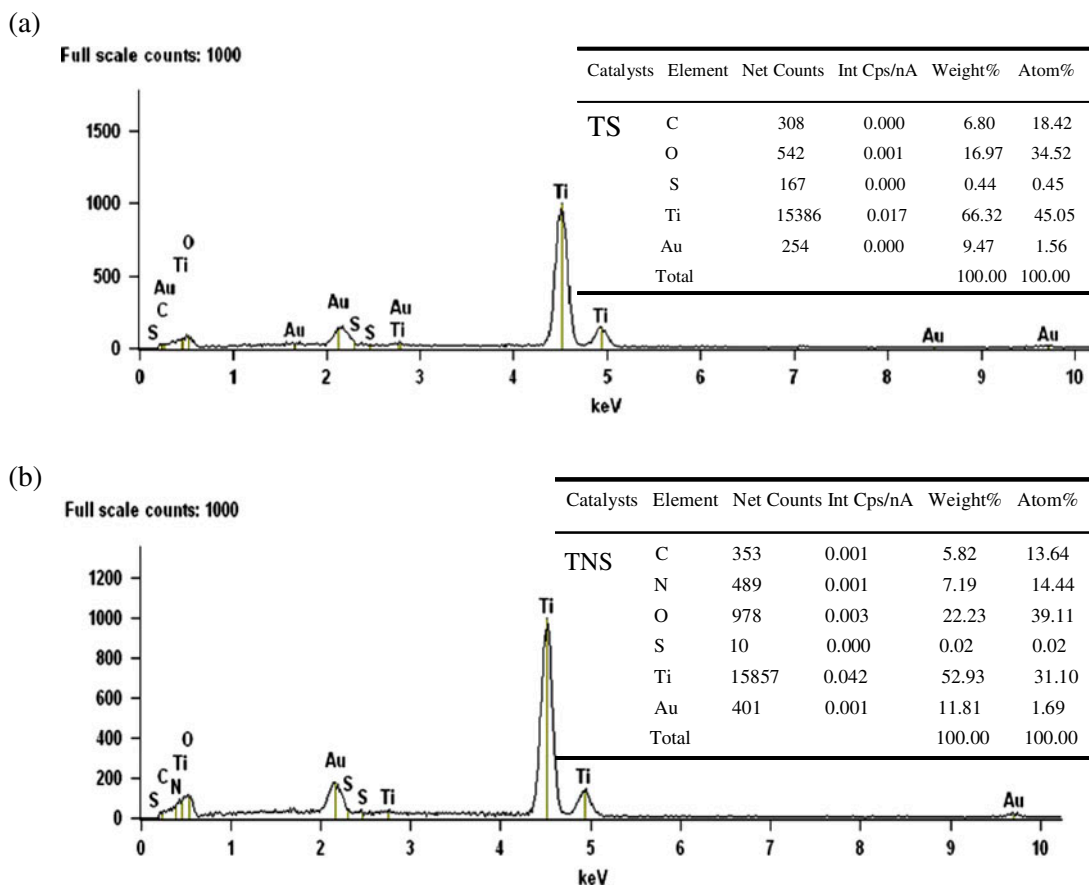 (a)
Full scale counts: 1000
Catalysts Element Net Counts Int Cps/nA Weight% Atom%
TS C 308 0.000 6.80 18.42
O 542 0.001 16.97 34.52
S 167 0.000 0.44 0.45
Ti 15386 0.017 66.32 45.05
Au 254 0.000 9.47 1.56
Total 100.00 100.00
1500
1000
500
0
S
C
Au
Ti
O
Au
Au
S
S
Au
Ti
Ti
Ti
Au
Au
0 1 2 3 4 5 6 7 8 9 10
keV
(b)
Full scale counts: 1000
Catalysts Element Net Counts Int Cps/nA Weight% Atom%
TNS C 353 0.001 5.82 13.64
N 489 0.001 7.19 14.44
O 978 0.003 22.23 39.11
S 10 0.000 0.02 0.02
Ti 15857 0.042 52.93 31.10
Au 401 0.001 11.81 1.69
Total 100.00 100.00
1200
1000
800
600
400
200
0
S
C
N
Ti
O
Au
S
S
Ti
Ti
Ti
Au
0 1 2 3 4 5 6 7 8 9 10
keV